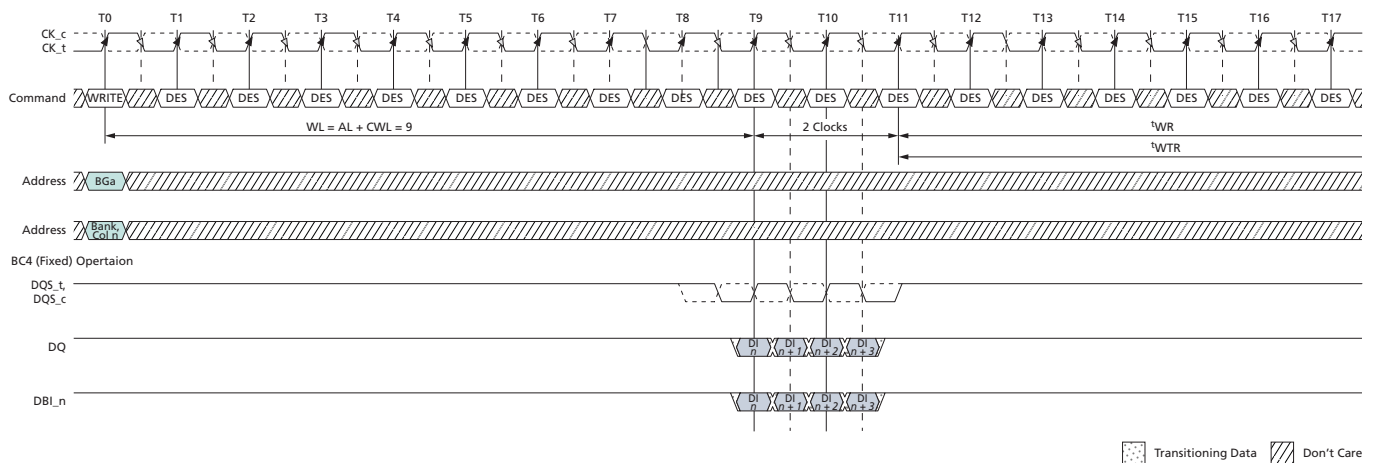 T0 T1 T2 T3 T4 T5 T6 T7 T8 T9 T10 T11 T12 T13 T14 T15 T16 T17
CK_c
CK_t
Command WRITE DES DES DES DES DES DES DES DES DES DES DES DES DES DES DES DES DES
WL = AL + CWL = 9 2 Clocks tWR
tWTR
Address BGa
Address Bank,
Col n
BC4 (Fixed) Opertaion
DQS_t,
DQS_c
DQ DI n DI n + 1 DI n + 2 DI n + 3
DBI_n DI n DI n + 1 DI n + 2 DI n + 3
Transitioning Data Don't Care